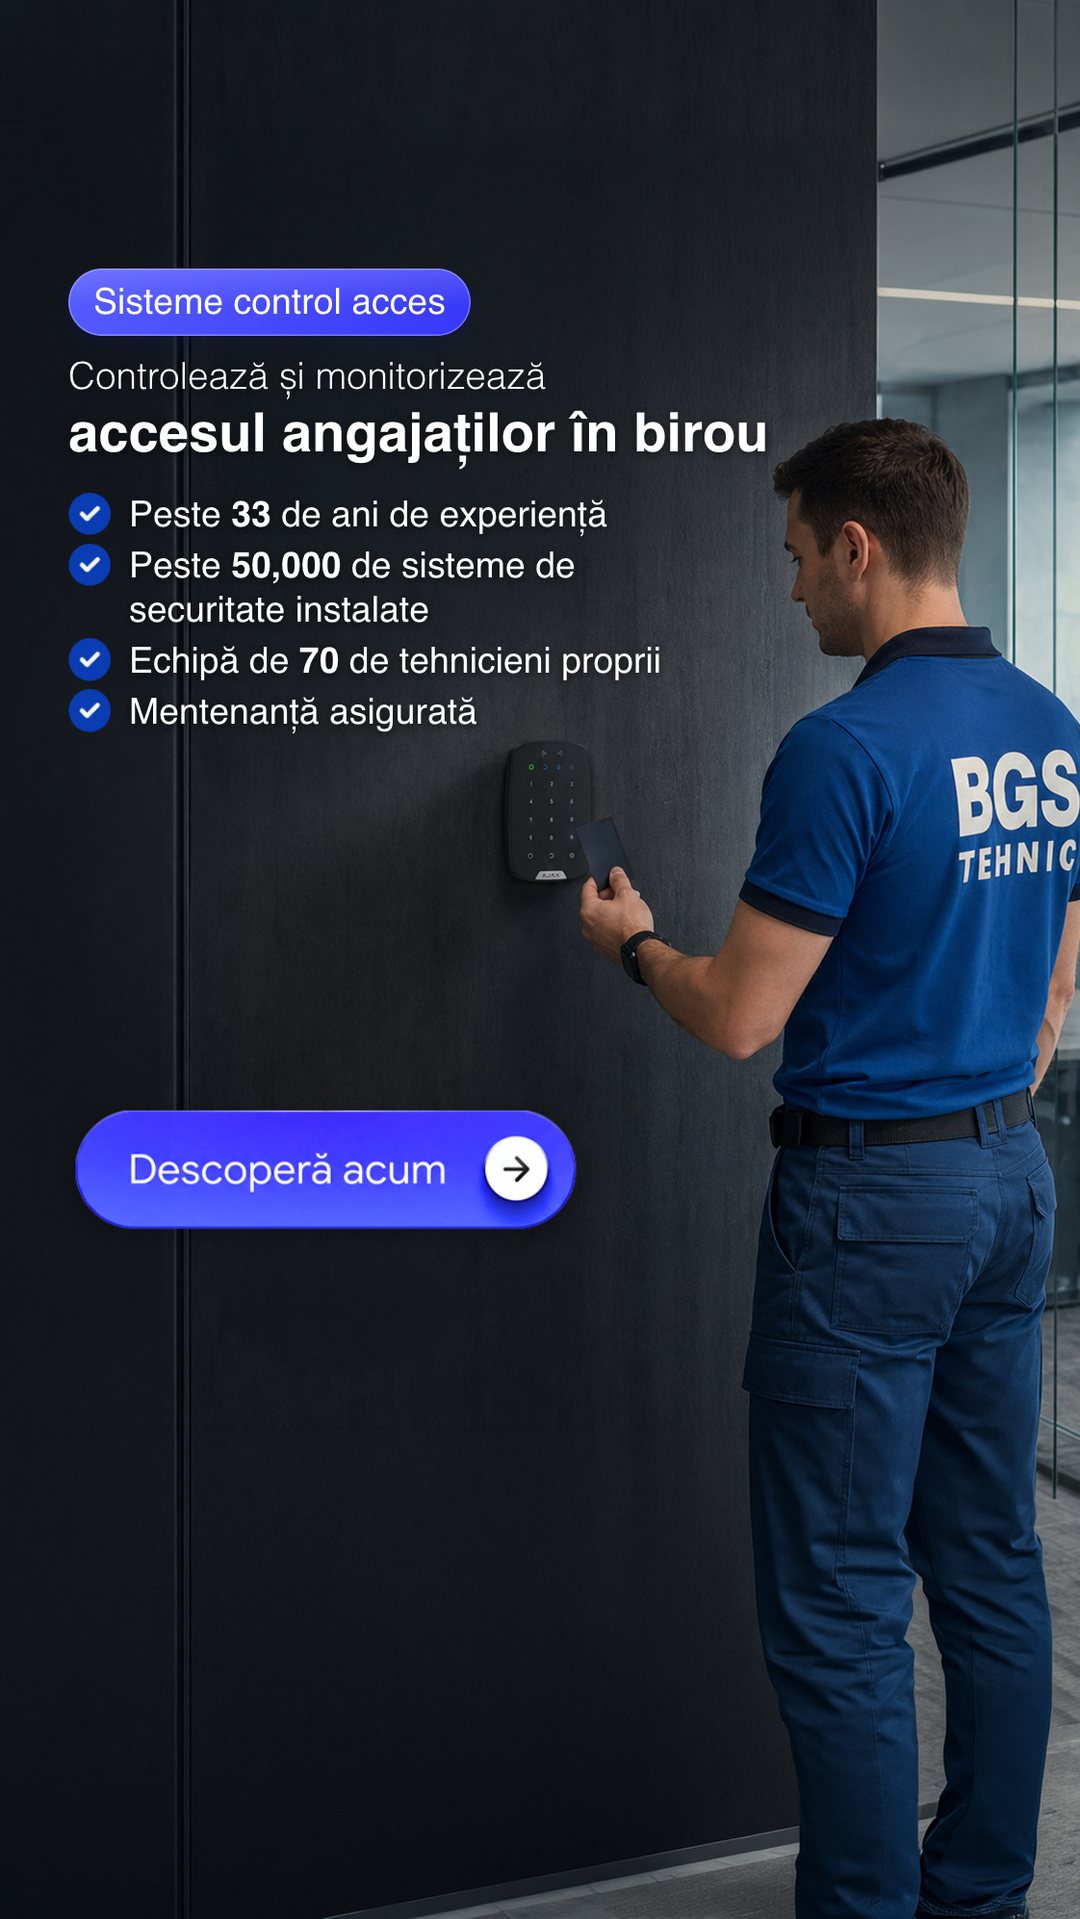 Sisteme control acces
Controlează și monitorizează
accesul angajaților în birou
Peste 33 de ani de experiență
Peste 50,000 de sisteme de
securitate instalate
Echipă de 70 de tehnicieni proprii
Mentenanță asigurată
AJAX
BGS
TEHNIC
Descoperă acum